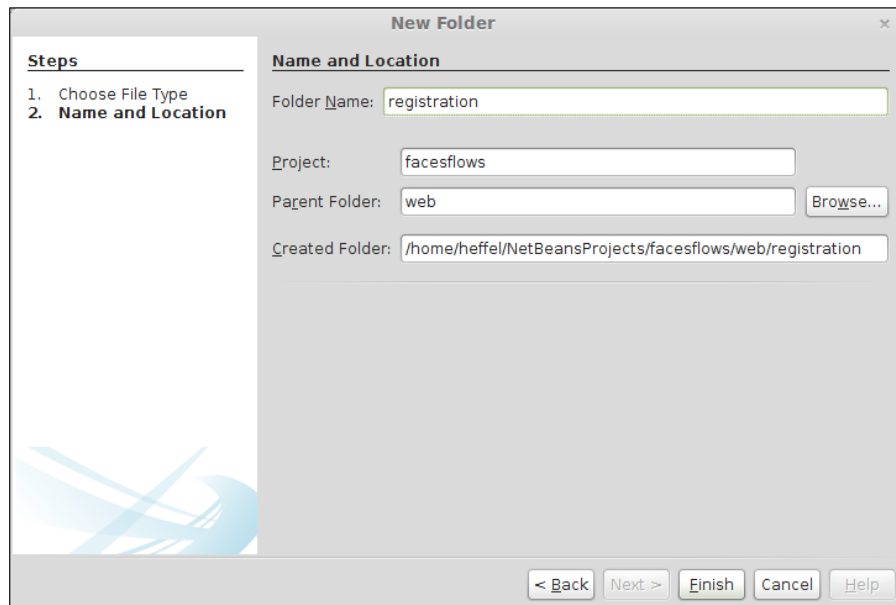 New Folder
Steps
1. Choose File Type
2. Name and Location
Name and Location
Folder Name: registration
Project: facesflows
Parent Folder: web Browse...
Created Folder: /home/heffel/NetBeansProjects/facesflows/web/registration
< Back Next > Finish Cancel Help